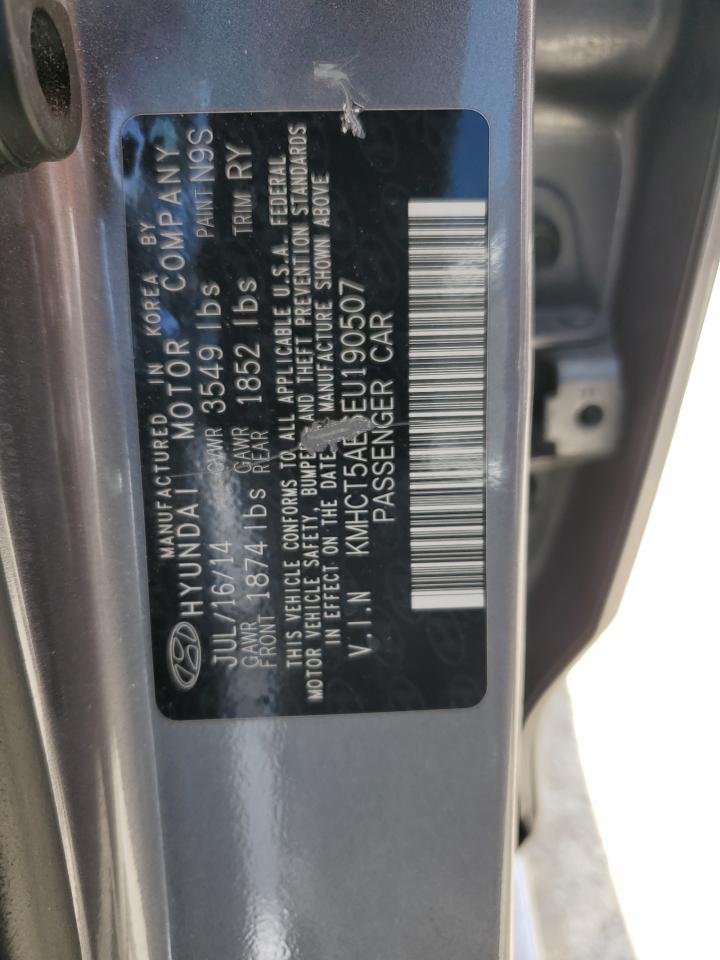 MANUFACTURED IN KOREA BY
HYUNDAI MOTOR COMPANY
JUL/16/14 GVWR 3549 lbs PAINT N9S
GAWR FRONT 1874 lbs GAWR REAR 1852 lbs TRIM RY
THIS VEHICLE CONFORMS TO ALL APPLICABLE U.S.A. FEDERAL
MOTOR VEHICLE SAFETY, BUMPER AND THEFT PREVENTION STANDARDS
IN EFFECT ON THE DATE MANUFACTURE SHOWN ABOVE
V.I.N KMHCT5AE6EU190507
PASSENGER CAR